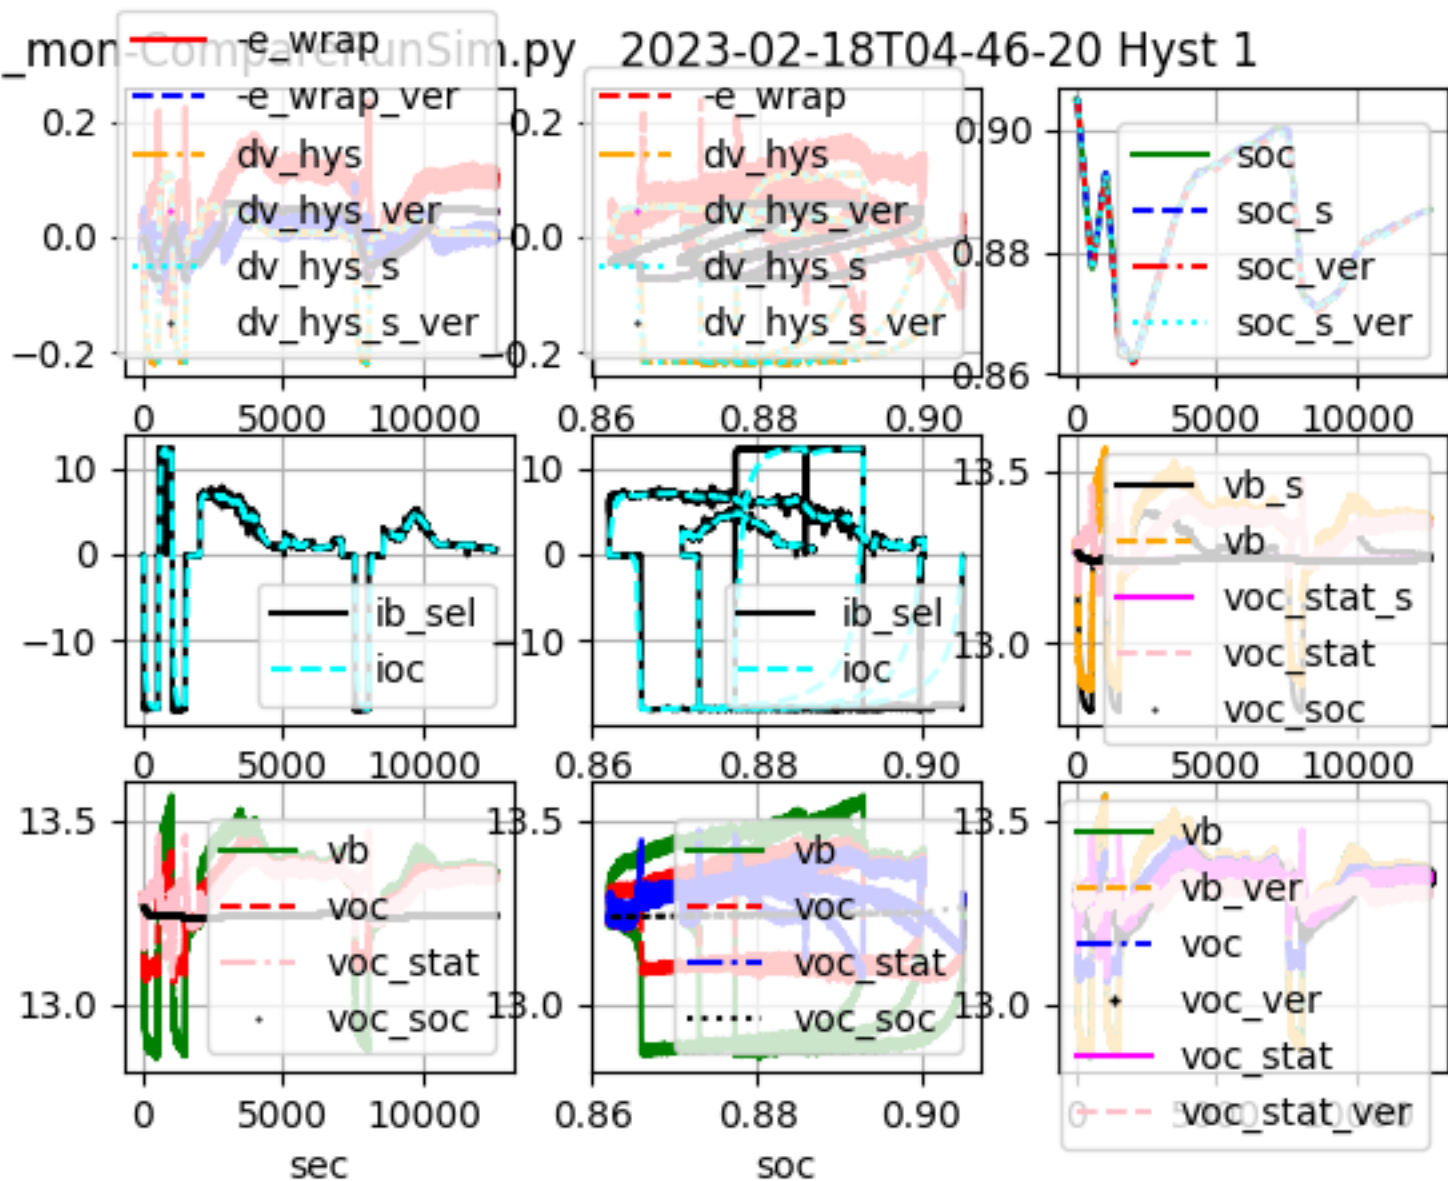 _mon-CompareRunSim.py 2023-02-18T04-46-20 Hyst 1
-e_wrap
-e_wrap_ver
dv_hys
dv_hys_ver
dv_hys_s
dv_hys_s_ver
0.2
0.0
−0.2
0 5000 10000
-e_wrap
dv_hys
dv_hys_ver
dv_hys_s
dv_hys_s_ver
0.2
0.0
−0.2
0.86 0.88 0.90
soc
soc_s
soc_ver
soc_s_ver
0.90
0.88
0.86
0 5000 10000
10
0
−10
ib_sel
ioc
0 5000 10000
10
0
−10
ib_sel
ioc
0.86 0.88 0.90
13.5
13.0
vb_s
vb
voc_stat_s
voc_stat
voc_soc
0 5000 10000
13.5
13.0
vb
voc
voc_stat
voc_soc
0 5000 10000
sec
13.5
13.0
vb
voc
voc_stat
voc_soc
0.86 0.88 0.90
soc
13.5
13.0
vb
vb_ver
voc
voc_ver
voc_stat
voc_stat_ver
0 5000 10000